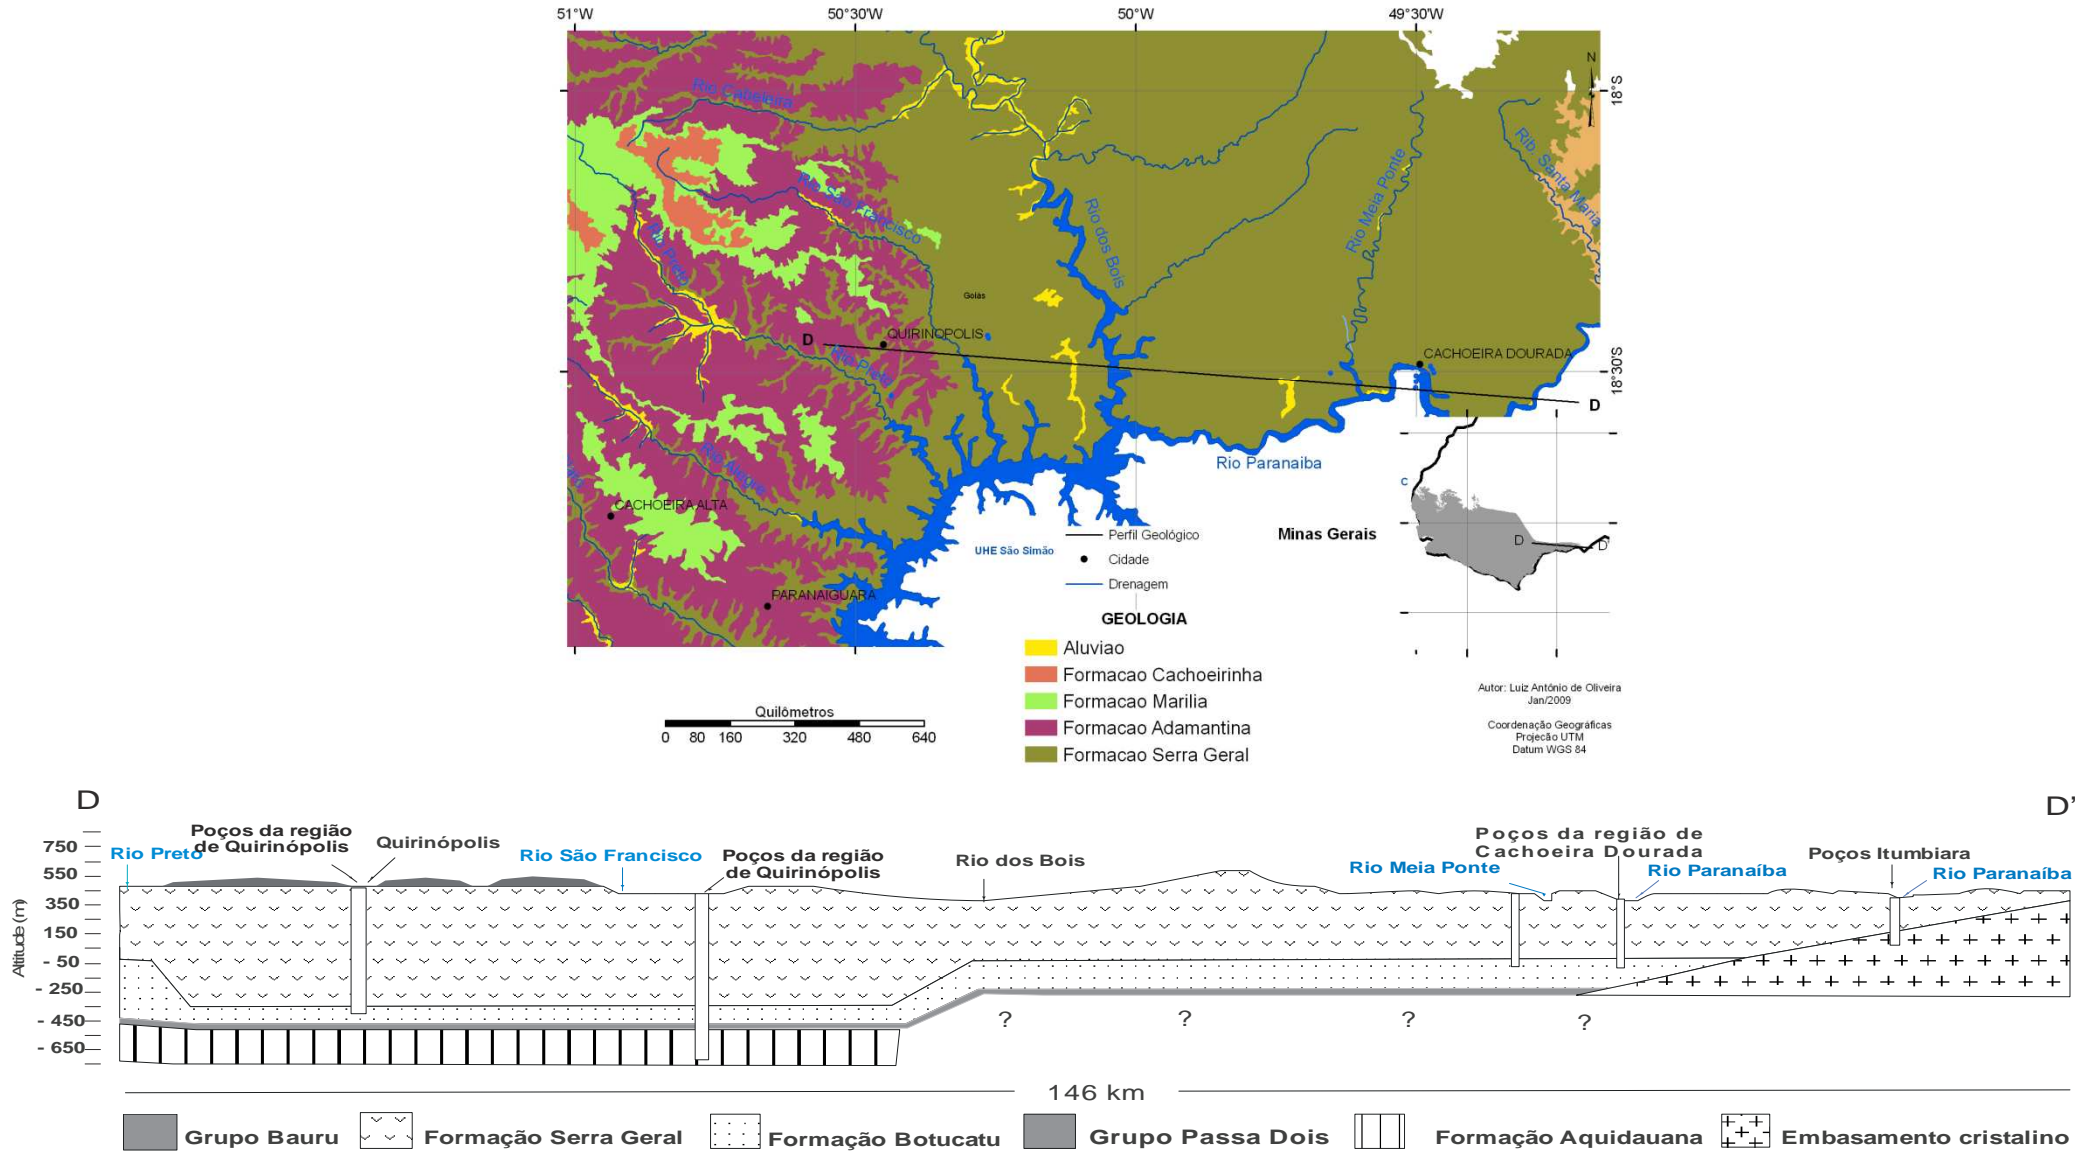 51°W
50°30'W
50°W
49°30'W
N
18°S
Rio Cabeleira
Rib. Santa Maria
Rio São Francisco
Rio Meia Ponte
Rio dos Bois
Rio Preto
Goiás
QUIRINOPOLIS
D
Rio Preto
CACHOEIRA DOURADA
18°30'S
D
Rio Alegre
Rio Paranaiba
C
CACHOEIRA ALTA
Minas Gerais
D
D'
UHE São Simão
Perfil Geológico
Cidade
Drenagem
PARANAIGUARA
GEOLOGIA
Aluviao
Formacao Cachoeirinha
Formacao Marilia
Formacao Adamantina
Formacao Serra Geral
Quilômetros
0 80 160 320 480 640
Autor: Luiz Antônio de Oliveira
Jan/2009
Coordenação Geográficas
Projecão UTM
Datum WGS 84
D
D'
Altitude (m)
750
550
350
150
- 50
- 250
- 450
- 650
Rio Preto
Poços da região
de Quirinópolis
Quirinópolis
Rio São Francisco
Poços da região
de Quirinópolis
Rio dos Bois
Rio Meia Ponte
Poços da região de
Cachoeira Dourada
Rio Paranaíba
Poços Itumbiara
Rio Paranaíba
? ? ? ?
146 km
Grupo Bauru
Formação Serra Geral
Formação Botucatu
Grupo Passa Dois
Formação Aquidauana
Embasamento cristalino